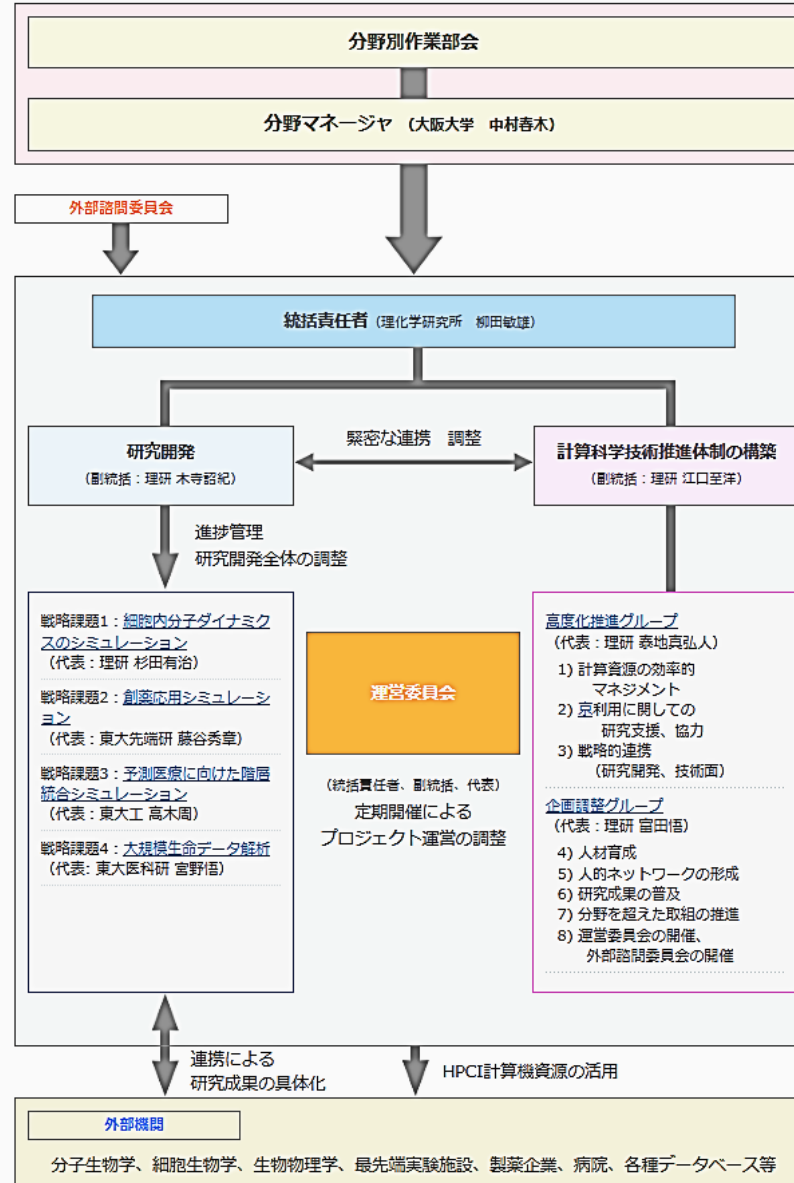 分野別作業部会
分野マネージャ (大阪大学 中村春木)
外部諮問委員会
統括責任者 (理化学研究所 柳田敏雄)
研究開発
(副統括：理研 木寺詔紀)
緊密な連携 調整
計算科学技術推進体制の構築
(副統括：理研 江口至洋)
進捗管理
研究開発全体の調整
戦略課題1：細胞内分子ダイナミク
スのシミュレーション
(代表：理研 杉田有治)
戦略課題2：創薬応用シミュレーシ
ョン
(代表：東大先端研 藤谷秀章)
戦略課題3：予測医療に向けた階層
統合シミュレーション
(代表：東大工 高木周)
戦略課題4：大規模生命データ解析
(代表: 東大医科研 宮野悟)
運営委員会
(統括責任者、副統括、代表)
定期開催による
プロジェクト運営の調整
高度化推進グループ
(代表：理研 泰地真弘人)
1) 計算資源の効率的
マネジメント
2) 京利用に関しての
研究支援、協力
3) 戦略的連携
(研究開発、技術面)
企画調整グループ
(代表：理研 冨田悟)
4) 人材育成
5) 人的ネットワークの形成
6) 研究成果の普及
7) 分野を超えた取組の推進
8) 運営委員会の開催、
外部諮問委員会の開催
連携による
研究成果の具体化
HPCI計算機資源の活用
外部機関
分子生物学、細胞生物学、生物物理学、最先端実験施設、製薬企業、病院、各種データベース等